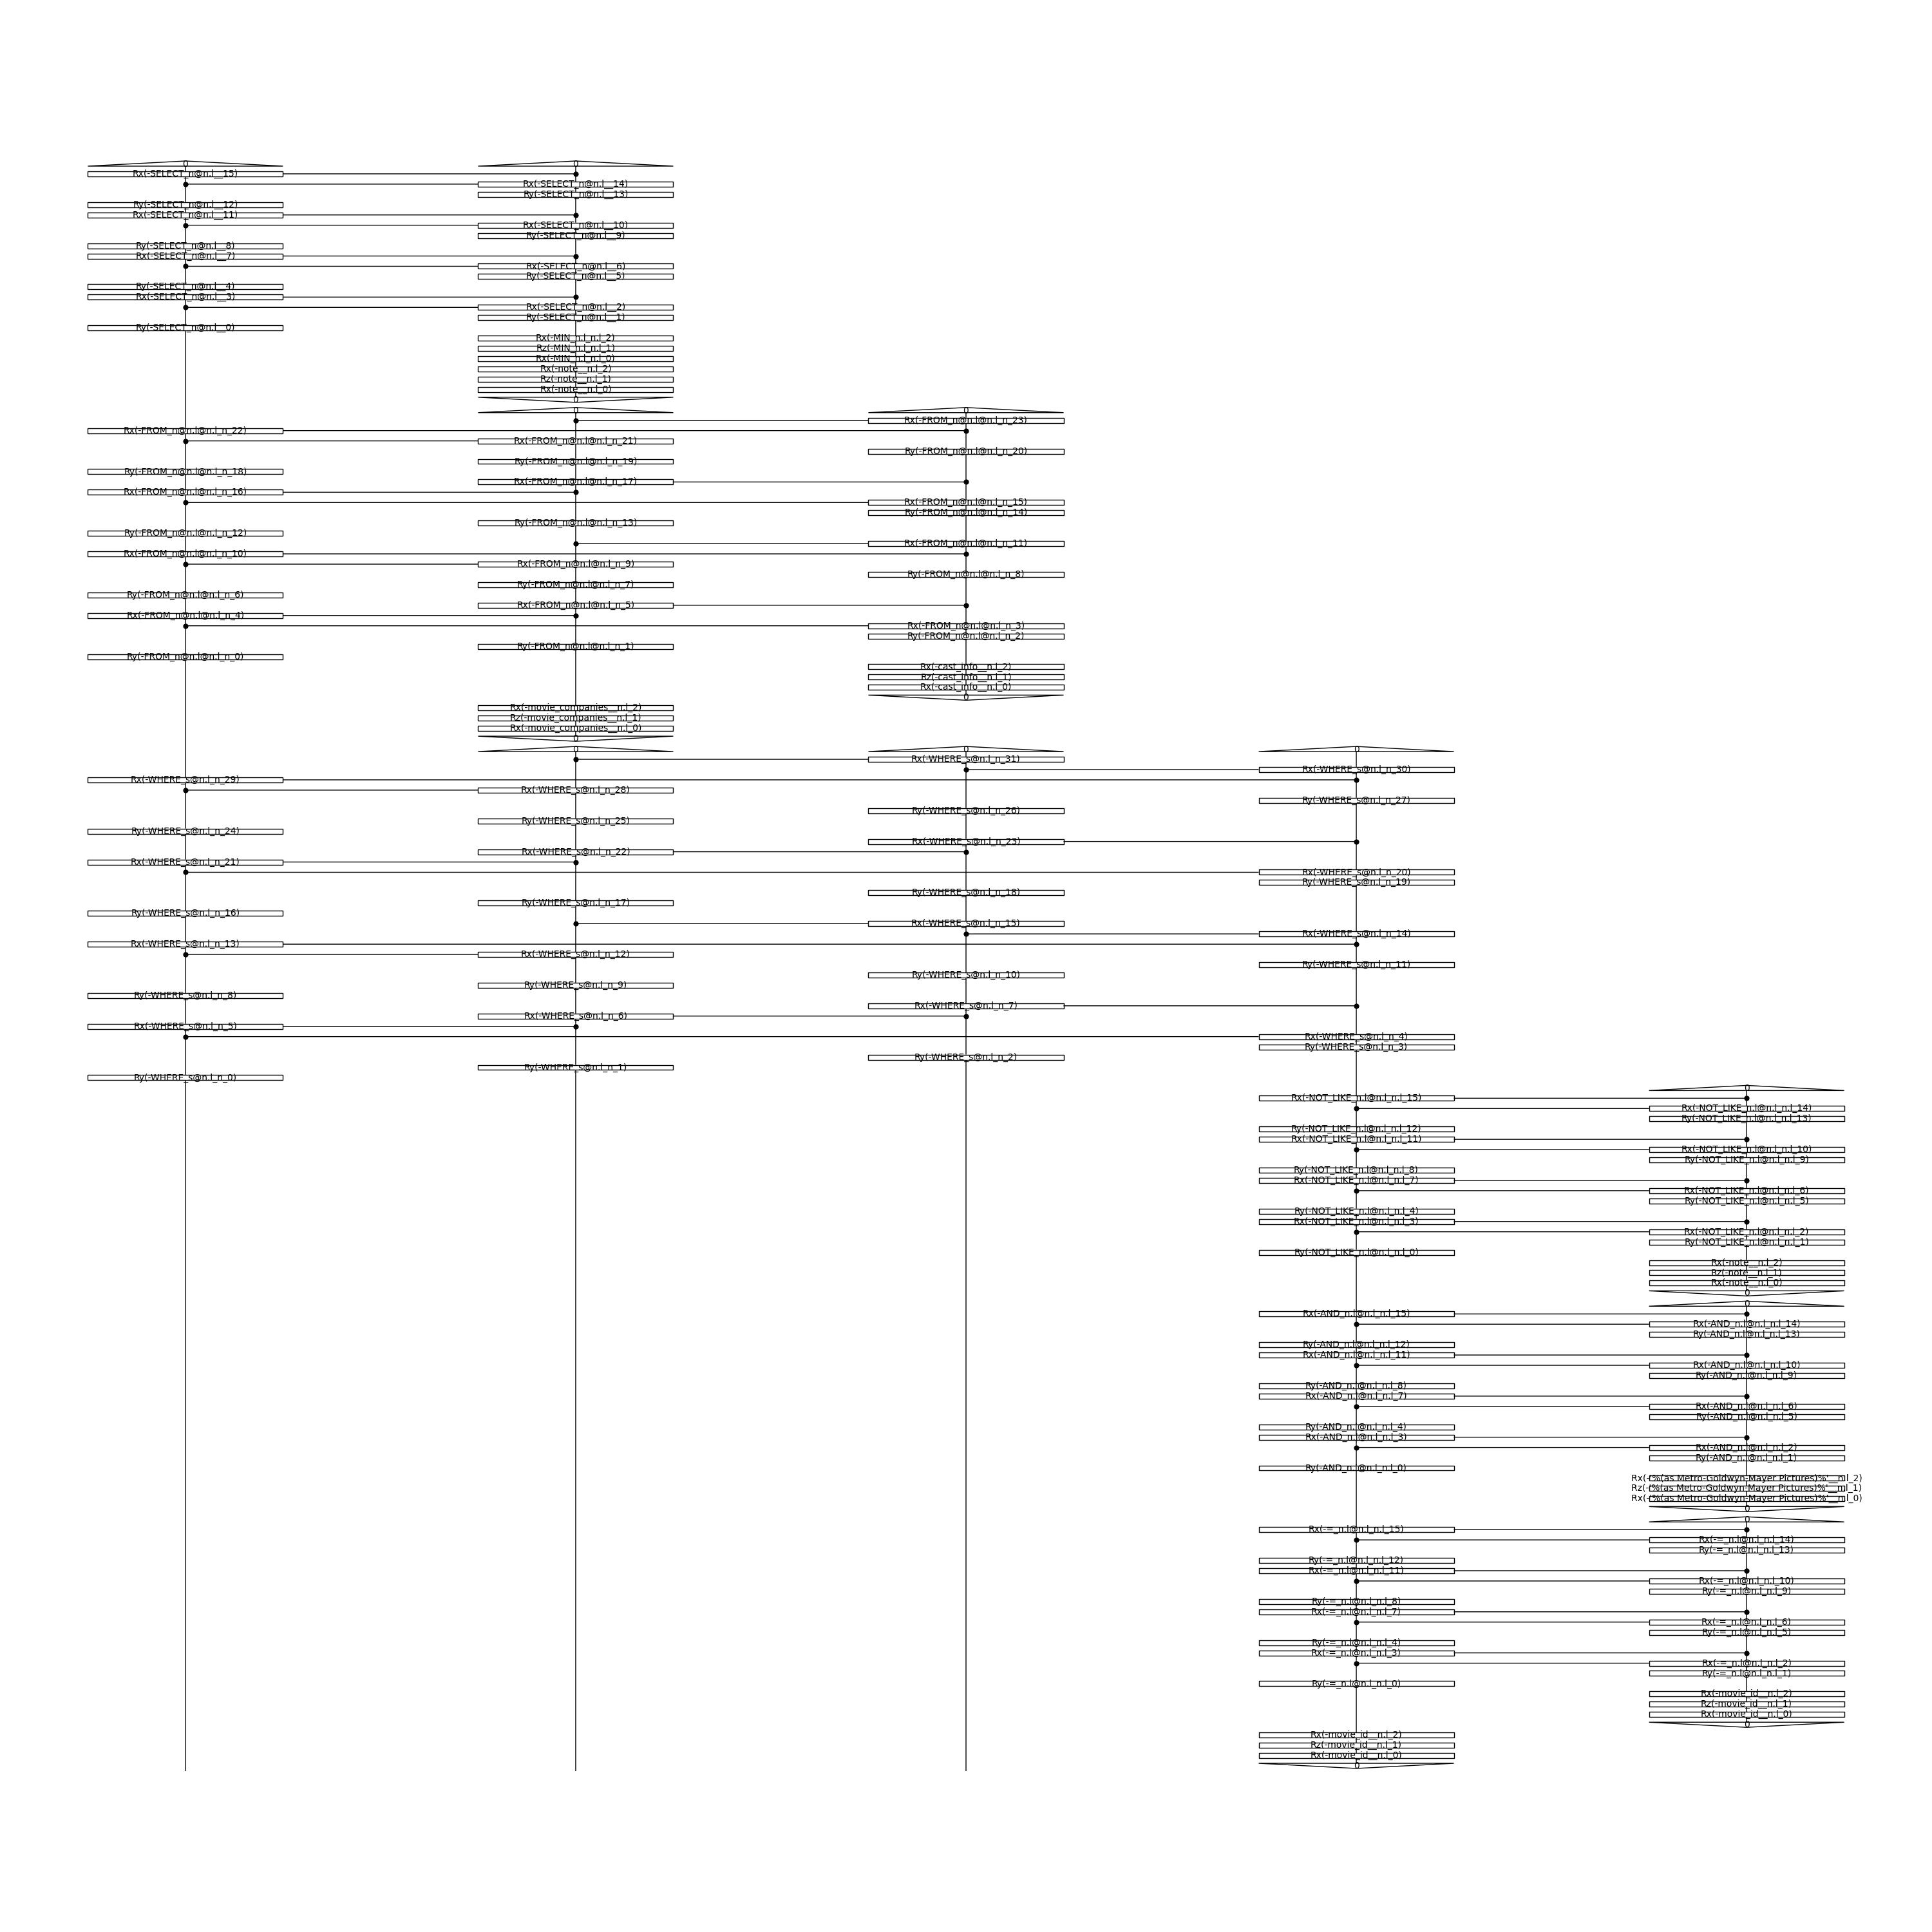 0 0
Rx(-SELECT_n@n.l__15)
Rx(-SELECT_n@n.l__14)
Ry(-SELECT_n@n.l__13)
Ry(-SELECT_n@n.l__12)
Rx(-SELECT_n@n.l__11)
Rx(-SELECT_n@n.l__10)
Ry(-SELECT_n@n.l__9)
Ry(-SELECT_n@n.l__8)
Rx(-SELECT_n@n.l__7)
Rx(-SELECT_n@n.l__6)
Ry(-SELECT_n@n.l__5)
Ry(-SELECT_n@n.l__4)
Rx(-SELECT_n@n.l__3)
Rx(-SELECT_n@n.l__2)
Ry(-SELECT_n@n.l__1)
Ry(-SELECT_n@n.l__0)
Rx(-MIN_n.l_n.l_2)
Rz(-MIN_n.l_n.l_1)
Rx(-MIN_n.l_n.l_0)
Rx(-note__n.l_2)
Rz(-note__n.l_1)
Rx(-note__n.l_0)
0
0 0
Rx(-FROM_n@n.l@n.l_n_23)
Rx(-FROM_n@n.l@n.l_n_22)
Rx(-FROM_n@n.l@n.l_n_21)
Ry(-FROM_n@n.l@n.l_n_20)
Ry(-FROM_n@n.l@n.l_n_19)
Ry(-FROM_n@n.l@n.l_n_18)
Rx(-FROM_n@n.l@n.l_n_17)
Rx(-FROM_n@n.l@n.l_n_16)
Rx(-FROM_n@n.l@n.l_n_15)
Ry(-FROM_n@n.l@n.l_n_14)
Ry(-FROM_n@n.l@n.l_n_13)
Ry(-FROM_n@n.l@n.l_n_12)
Rx(-FROM_n@n.l@n.l_n_11)
Rx(-FROM_n@n.l@n.l_n_10)
Rx(-FROM_n@n.l@n.l_n_9)
Ry(-FROM_n@n.l@n.l_n_8)
Ry(-FROM_n@n.l@n.l_n_7)
Ry(-FROM_n@n.l@n.l_n_6)
Rx(-FROM_n@n.l@n.l_n_5)
Rx(-FROM_n@n.l@n.l_n_4)
Rx(-FROM_n@n.l@n.l_n_3)
Ry(-FROM_n@n.l@n.l_n_2)
Ry(-FROM_n@n.l@n.l_n_1)
Ry(-FROM_n@n.l@n.l_n_0)
Rx(-cast_info__n.l_2)
Rz(-cast_info__n.l_1)
Rx(-cast_info__n.l_0)
0
Rx(-movie_companies__n.l_2)
Rz(-movie_companies__n.l_1)
Rx(-movie_companies__n.l_0)
0
0 0 0
Rx(-WHERE_s@n.l_n_31)
Rx(-WHERE_s@n.l_n_30)
Rx(-WHERE_s@n.l_n_29)
Rx(-WHERE_s@n.l_n_28)
Ry(-WHERE_s@n.l_n_27)
Ry(-WHERE_s@n.l_n_26)
Ry(-WHERE_s@n.l_n_25)
Ry(-WHERE_s@n.l_n_24)
Rx(-WHERE_s@n.l_n_23)
Rx(-WHERE_s@n.l_n_22)
Rx(-WHERE_s@n.l_n_21)
Rx(-WHERE_s@n.l_n_20)
Ry(-WHERE_s@n.l_n_19)
Ry(-WHERE_s@n.l_n_18)
Ry(-WHERE_s@n.l_n_17)
Ry(-WHERE_s@n.l_n_16)
Rx(-WHERE_s@n.l_n_15)
Rx(-WHERE_s@n.l_n_14)
Rx(-WHERE_s@n.l_n_13)
Rx(-WHERE_s@n.l_n_12)
Ry(-WHERE_s@n.l_n_11)
Ry(-WHERE_s@n.l_n_10)
Ry(-WHERE_s@n.l_n_9)
Ry(-WHERE_s@n.l_n_8)
Rx(-WHERE_s@n.l_n_7)
Rx(-WHERE_s@n.l_n_6)
Rx(-WHERE_s@n.l_n_5)
Rx(-WHERE_s@n.l_n_4)
Ry(-WHERE_s@n.l_n_3)
Ry(-WHERE_s@n.l_n_2)
Ry(-WHERE_s@n.l_n_1)
Ry(-WHERE_s@n.l_n_0)
0
Rx(-NOT_LIKE_n.l@n.l_n.l_15)
Rx(-NOT_LIKE_n.l@n.l_n.l_14)
Ry(-NOT_LIKE_n.l@n.l_n.l_13)
Ry(-NOT_LIKE_n.l@n.l_n.l_12)
Rx(-NOT_LIKE_n.l@n.l_n.l_11)
Rx(-NOT_LIKE_n.l@n.l_n.l_10)
Ry(-NOT_LIKE_n.l@n.l_n.l_9)
Ry(-NOT_LIKE_n.l@n.l_n.l_8)
Rx(-NOT_LIKE_n.l@n.l_n.l_7)
Rx(-NOT_LIKE_n.l@n.l_n.l_6)
Ry(-NOT_LIKE_n.l@n.l_n.l_5)
Ry(-NOT_LIKE_n.l@n.l_n.l_4)
Rx(-NOT_LIKE_n.l@n.l_n.l_3)
Rx(-NOT_LIKE_n.l@n.l_n.l_2)
Ry(-NOT_LIKE_n.l@n.l_n.l_1)
Ry(-NOT_LIKE_n.l@n.l_n.l_0)
Rx(-note__n.l_2)
Rz(-note__n.l_1)
Rx(-note__n.l_0)
0
0
Rx(-AND_n.l@n.l_n.l_15)
Rx(-AND_n.l@n.l_n.l_14)
Ry(-AND_n.l@n.l_n.l_13)
Ry(-AND_n.l@n.l_n.l_12)
Rx(-AND_n.l@n.l_n.l_11)
Rx(-AND_n.l@n.l_n.l_10)
Ry(-AND_n.l@n.l_n.l_9)
Ry(-AND_n.l@n.l_n.l_8)
Rx(-AND_n.l@n.l_n.l_7)
Rx(-AND_n.l@n.l_n.l_6)
Ry(-AND_n.l@n.l_n.l_5)
Ry(-AND_n.l@n.l_n.l_4)
Rx(-AND_n.l@n.l_n.l_3)
Rx(-AND_n.l@n.l_n.l_2)
Ry(-AND_n.l@n.l_n.l_1)
Ry(-AND_n.l@n.l_n.l_0)
Rx(-'%(as Metro-Goldwyn-Mayer Pictures)%'__n.l_2)
Rz(-'%(as Metro-Goldwyn-Mayer Pictures)%'__n.l_1)
Rx(-'%(as Metro-Goldwyn-Mayer Pictures)%'__n.l_0)
0
0
Rx(-=_n.l@n.l_n.l_15)
Rx(-=_n.l@n.l_n.l_14)
Ry(-=_n.l@n.l_n.l_13)
Ry(-=_n.l@n.l_n.l_12)
Rx(-=_n.l@n.l_n.l_11)
Rx(-=_n.l@n.l_n.l_10)
Ry(-=_n.l@n.l_n.l_9)
Ry(-=_n.l@n.l_n.l_8)
Rx(-=_n.l@n.l_n.l_7)
Rx(-=_n.l@n.l_n.l_6)
Ry(-=_n.l@n.l_n.l_5)
Ry(-=_n.l@n.l_n.l_4)
Rx(-=_n.l@n.l_n.l_3)
Rx(-=_n.l@n.l_n.l_2)
Ry(-=_n.l@n.l_n.l_1)
Ry(-=_n.l@n.l_n.l_0)
Rx(-movie_id__n.l_2)
Rz(-movie_id__n.l_1)
Rx(-movie_id__n.l_0)
0
Rx(-movie_id__n.l_2)
Rz(-movie_id__n.l_1)
Rx(-movie_id__n.l_0)
0